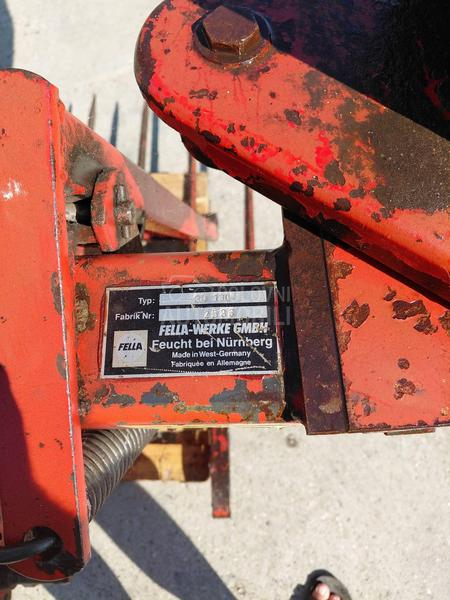 Typ:
Fabrik Nr:
FELLA-WERKE GMBH
FELLA
Feucht bei Nürnberg
Made in West-Germany
Fabriquée en Allemagne